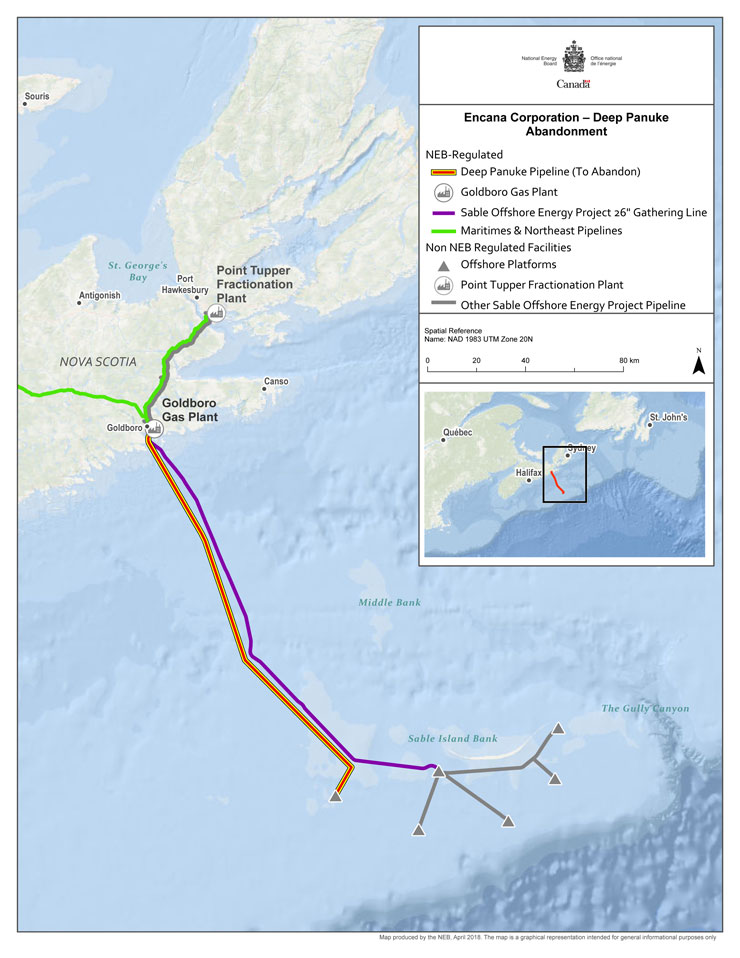 National Energy
Board
Office national
de l'énergie
Canada
Encana Corporation – Deep Panuke
Abandonment
NEB-Regulated
Deep Panuke Pipeline (To Abandon)
Goldboro Gas Plant
Sable Offshore Energy Project 26" Gathering Line
Maritimes & Northeast Pipelines
Non NEB Regulated Facilities
Offshore Platforms
Point Tupper Fractionation Plant
Other Sable Offshore Energy Project Pipeline
Spatial Reference
Name: NAD 1983 UTM Zone 20N
N
0 20 40 80 km
Québec
St. John's
Sydney
Halifax
Souris
St. George's
Bay
Port
Hawkesbury
Point Tupper
Fractionation
Plant
Antigonish
NOVA SCOTIA
Canso
Goldboro
Gas Plant
Goldboro
Middle Bank
The Gully Canyon
Sable Island Bank
Map produced by the NEB, April 2018. The map is a graphical representation intended for general informational purposes only